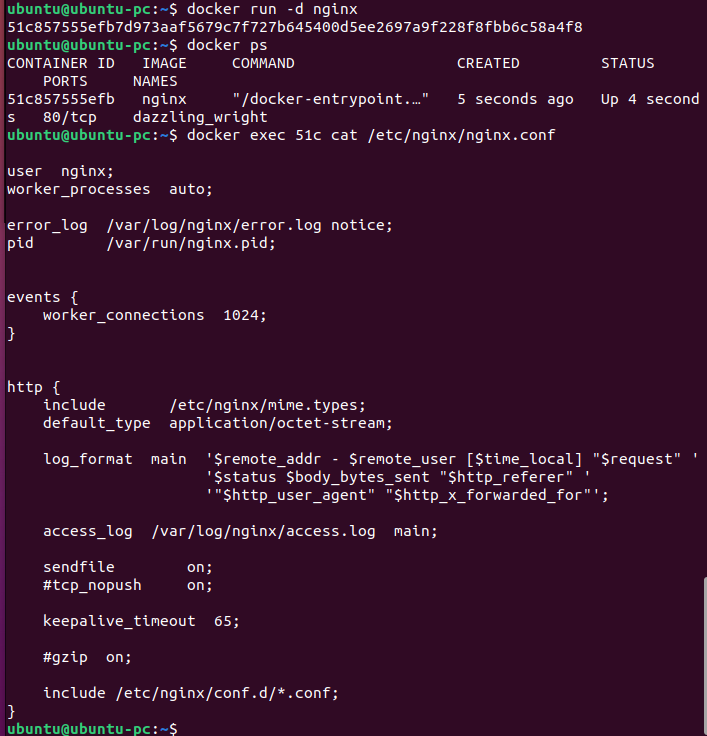 ubuntu@ubuntu-pc:~$ docker run -d nginx
51c857555efb7d973aaf5679c7f727b645400d5ee2697a9f228f8fbb6c58a4f8
ubuntu@ubuntu-pc:~$ docker ps
CONTAINER ID   IMAGE     COMMAND                  CREATED         STATUS
    PORTS     NAMES
51c857555efb   nginx     "/docker-entrypoint.…"   5 seconds ago   Up 4 second
s   80/tcp    dazzling_wright
ubuntu@ubuntu-pc:~$ docker exec 51c cat /etc/nginx/nginx.conf
user  nginx;
worker_processes  auto;
error_log  /var/log/nginx/error.log notice;
pid        /var/run/nginx.pid;
events {
    worker_connections  1024;
}
http {
    include       /etc/nginx/mime.types;
    default_type  application/octet-stream;
    log_format  main  '$remote_addr - $remote_user [$time_local] "$request" '
                      '$status $body_bytes_sent "$http_referer" '
                      '"$http_user_agent" "$http_x_forwarded_for"';
    access_log  /var/log/nginx/access.log  main;
    sendfile        on;
    #tcp_nopush     on;
    keepalive_timeout  65;
    #gzip  on;
    include /etc/nginx/conf.d/*.conf;
}
ubuntu@ubuntu-pc:~$